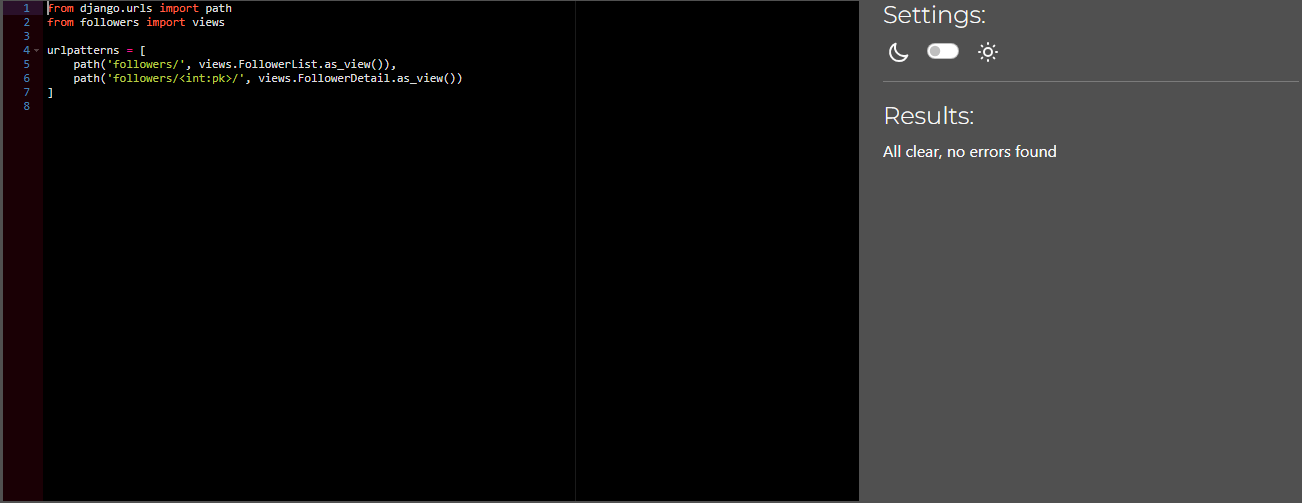 1 from django.urls import path
2 from followers import views
3
4 urlpatterns = [
5     path('followers/', views.FollowerList.as_view()),
6     path('followers/<int:pk>/', views.FollowerDetail.as_view())
7 ]
8
Settings:
Results:
All clear, no errors found